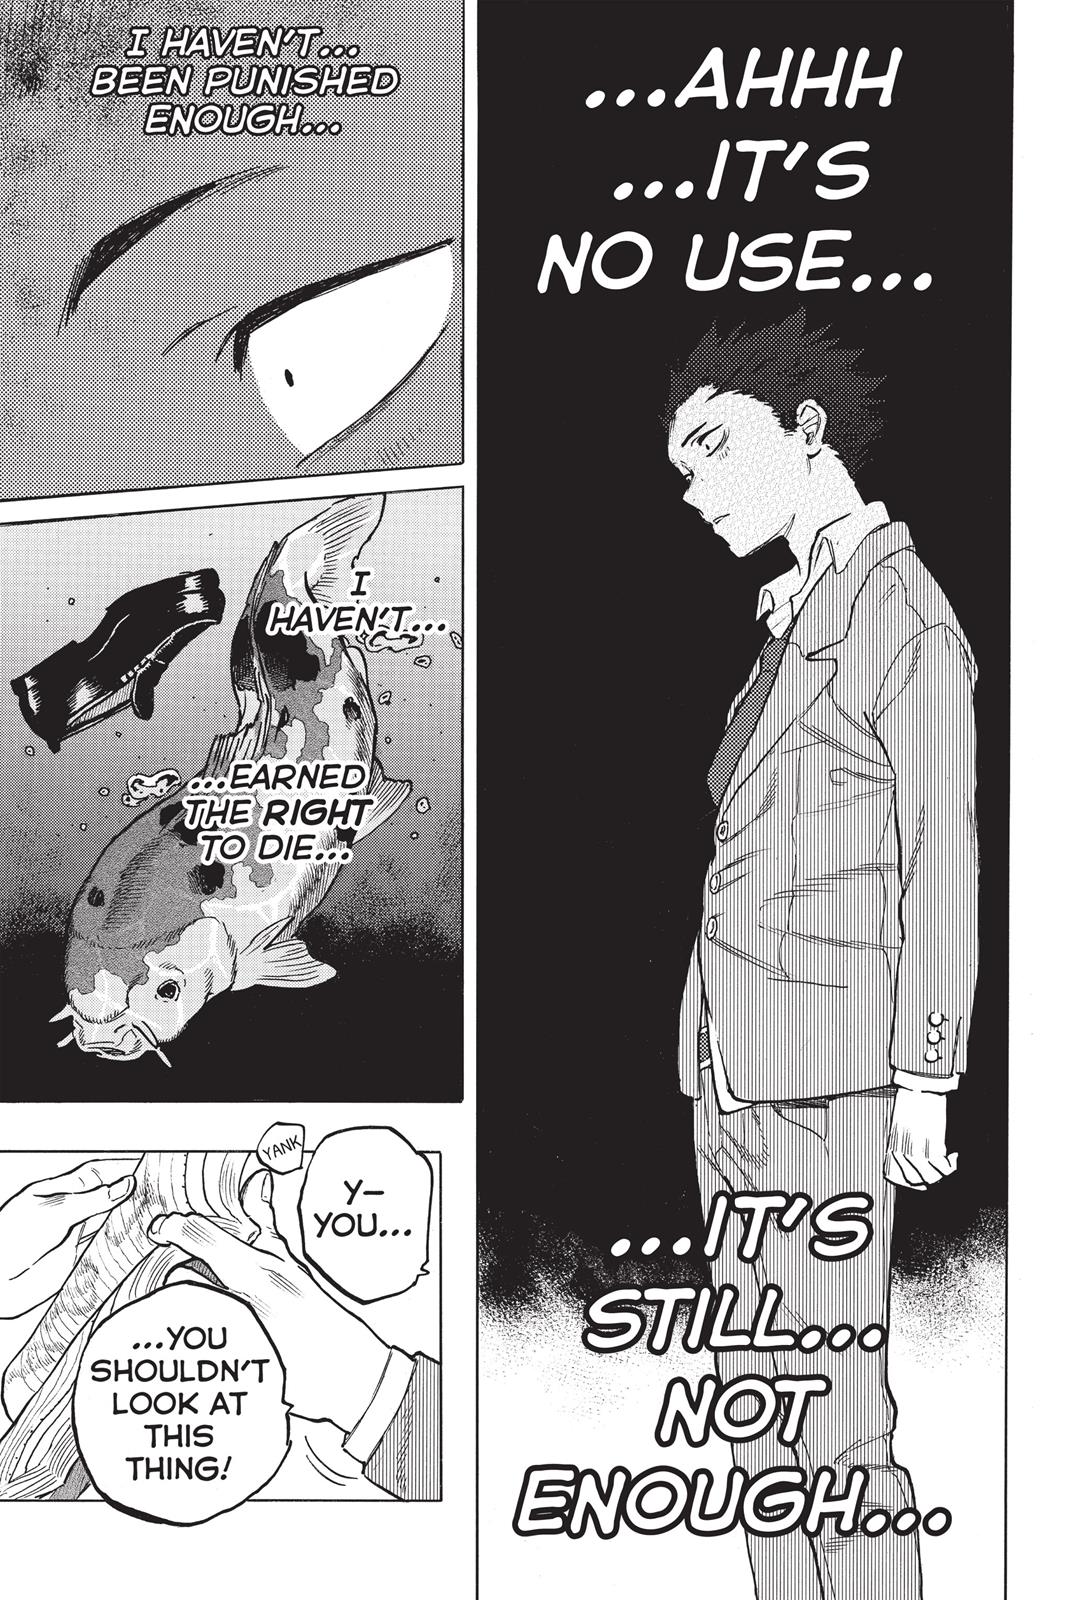 ...AHHH
...IT'S
NO USE...
...IT'S
STILL...
NOT
ENOUGH...
I HAVEN'T...
BEEN PUNISHED
ENOUGH...
I
HAVEN'T...
...EARNED
THE RIGHT
TO DIE...
YANK
Y–
YOU...
...YOU
SHOULDN'T
LOOK AT
THIS
THING!